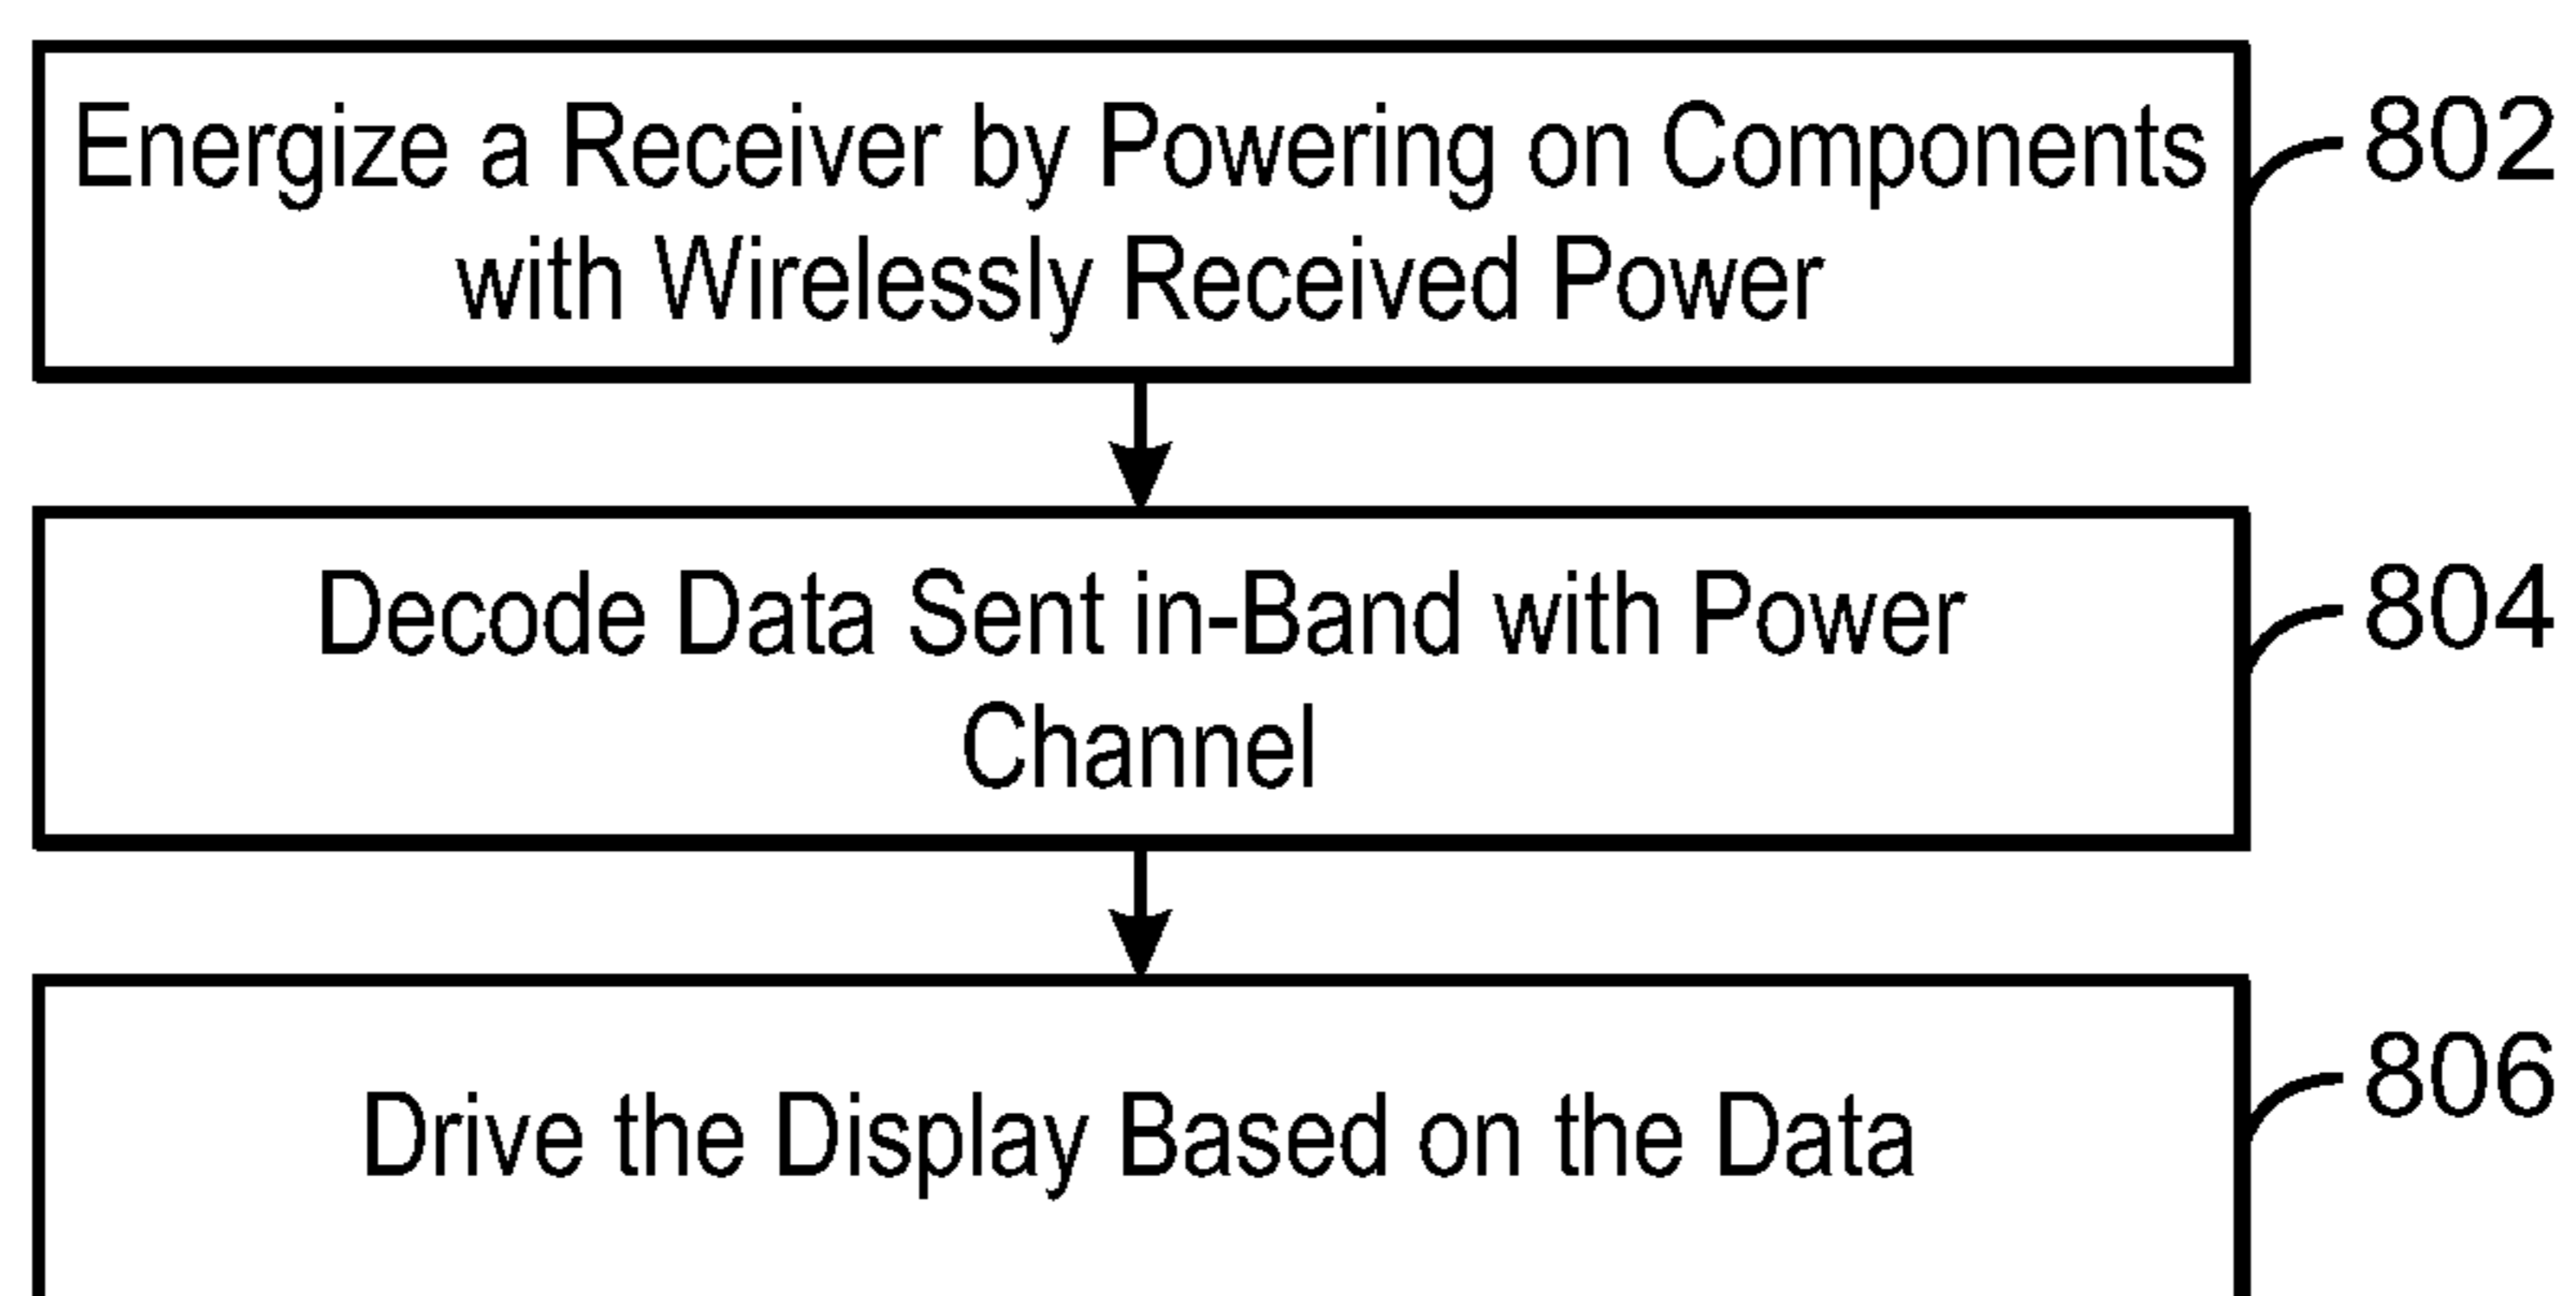 Energize a Receiver by Powering on Components
with Wirelessly Received Power
802
Decode Data Sent in-Band with Power
Channel
804
Drive the Display Based on the Data
806